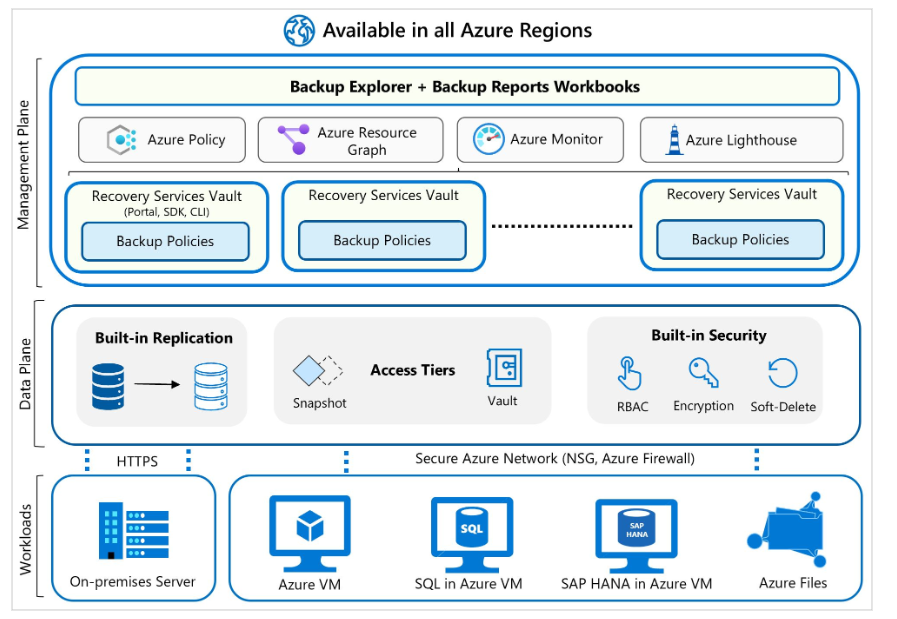 Available in all Azure Regions
Management Plane
Backup Explorer + Backup Reports Workbooks
Azure Policy
Azure Resource
Graph
Azure Monitor
Azure Lighthouse
Recovery Services Vault
(Portal, SDK, CLI)
Backup Policies
Recovery Services Vault
Backup Policies
Recovery Services Vault
Backup Policies
Data Plane
Built-in Replication
Access Tiers
Snapshot
Vault
Built-in Security
RBAC
Encryption
Soft-Delete
HTTPS
Secure Azure Network (NSG, Azure Firewall)
Workloads
On-premises Server
Azure VM
SQL
SQL in Azure VM
SAP
HANA
SAP HANA in Azure VM
Azure Files